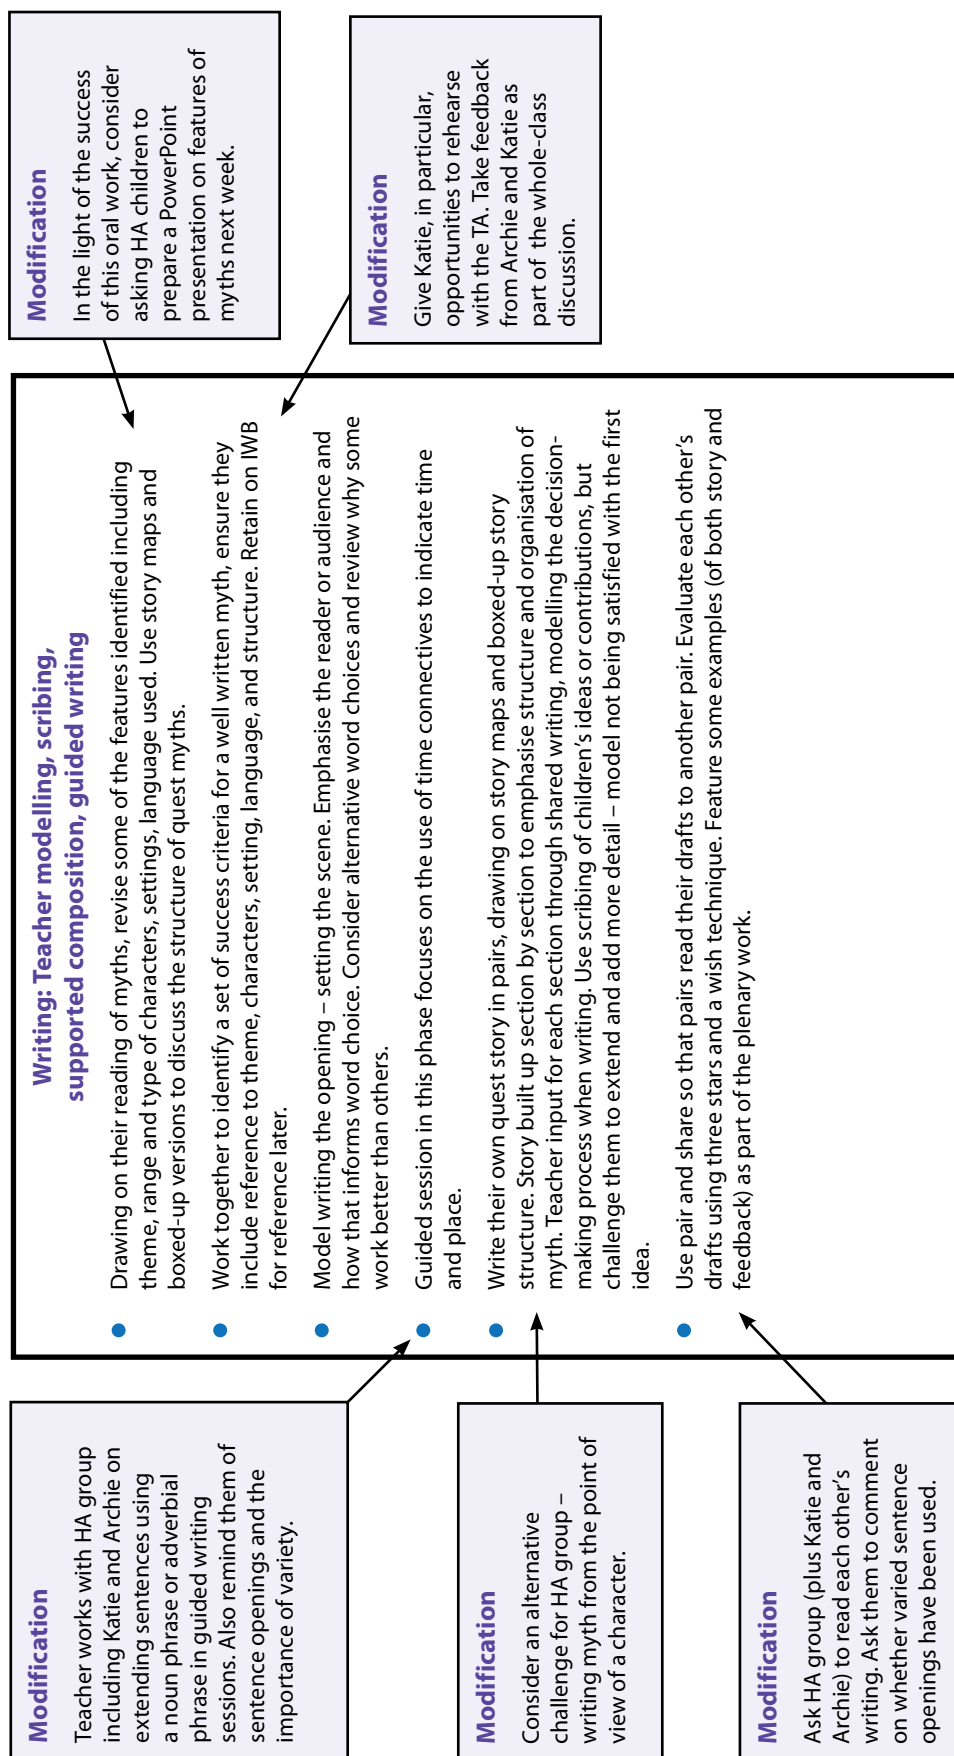 Modification
Teacher works with HA group
including Katie and Archie on
extending sentences using
a noun phrase or adverbial
phrase in guided writing
sessions. Also remind them of
sentence openings and the
importance of variety.
Modification
Consider an alternative
challenge for HA group –
writing myth from the point of
view of a character.
Modification
Ask HA group (plus Katie and
Archie) to read each other’s
writing. Ask them to comment
on whether varied sentence
openings have been used.
Writing: Teacher modelling, scribing,
supported composition, guided writing
• Drawing on their reading of myths, revise some of the features identified including
theme, range and type of characters, settings, language used. Use story maps and
boxed-up versions to discuss the structure of quest myths.
• Work together to identify a set of success criteria for a well written myth, ensure they
include reference to theme, characters, setting, language, and structure. Retain on IWB
for reference later.
• Model writing the opening – setting the scene. Emphasise the reader or audience and
how that informs word choice. Consider alternative word choices and review why some
work better than others.
• Guided session in this phase focuses on the use of time connectives to indicate time
and place.
• Write their own quest story in pairs, drawing on story maps and boxed-up story
structure. Story built up section by section to emphasise structure and organisation of
myth. Teacher input for each section through shared writing, modelling the decision-
making process when writing. Use scribing of children’s ideas or contributions, but
challenge them to extend and add more detail – model not being satisfied with the first
idea.
• Use pair and share so that pairs read their drafts to another pair. Evaluate each other’s
drafts using three stars and a wish technique. Feature some examples (of both story and
feedback) as part of the plenary work.
Modification
In the light of the success
of this oral work, consider
asking HA children to
prepare a PowerPoint
presentation on features of
myths next week.
Modification
Give Katie, in particular,
opportunities to rehearse
with the TA. Take feedback
from Archie and Katie as
part of the whole-class
discussion.